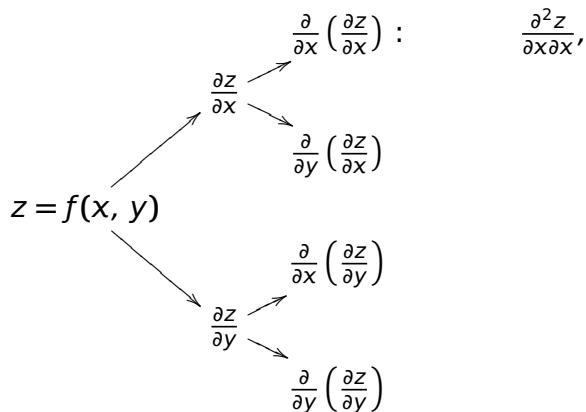 ∂/∂x (∂z/∂x) : ∂²z/∂x∂x,
∂z/∂x
∂/∂y (∂z/∂x)
z = f(x, y)
∂/∂x (∂z/∂y)
∂z/∂y
∂/∂y (∂z/∂y)